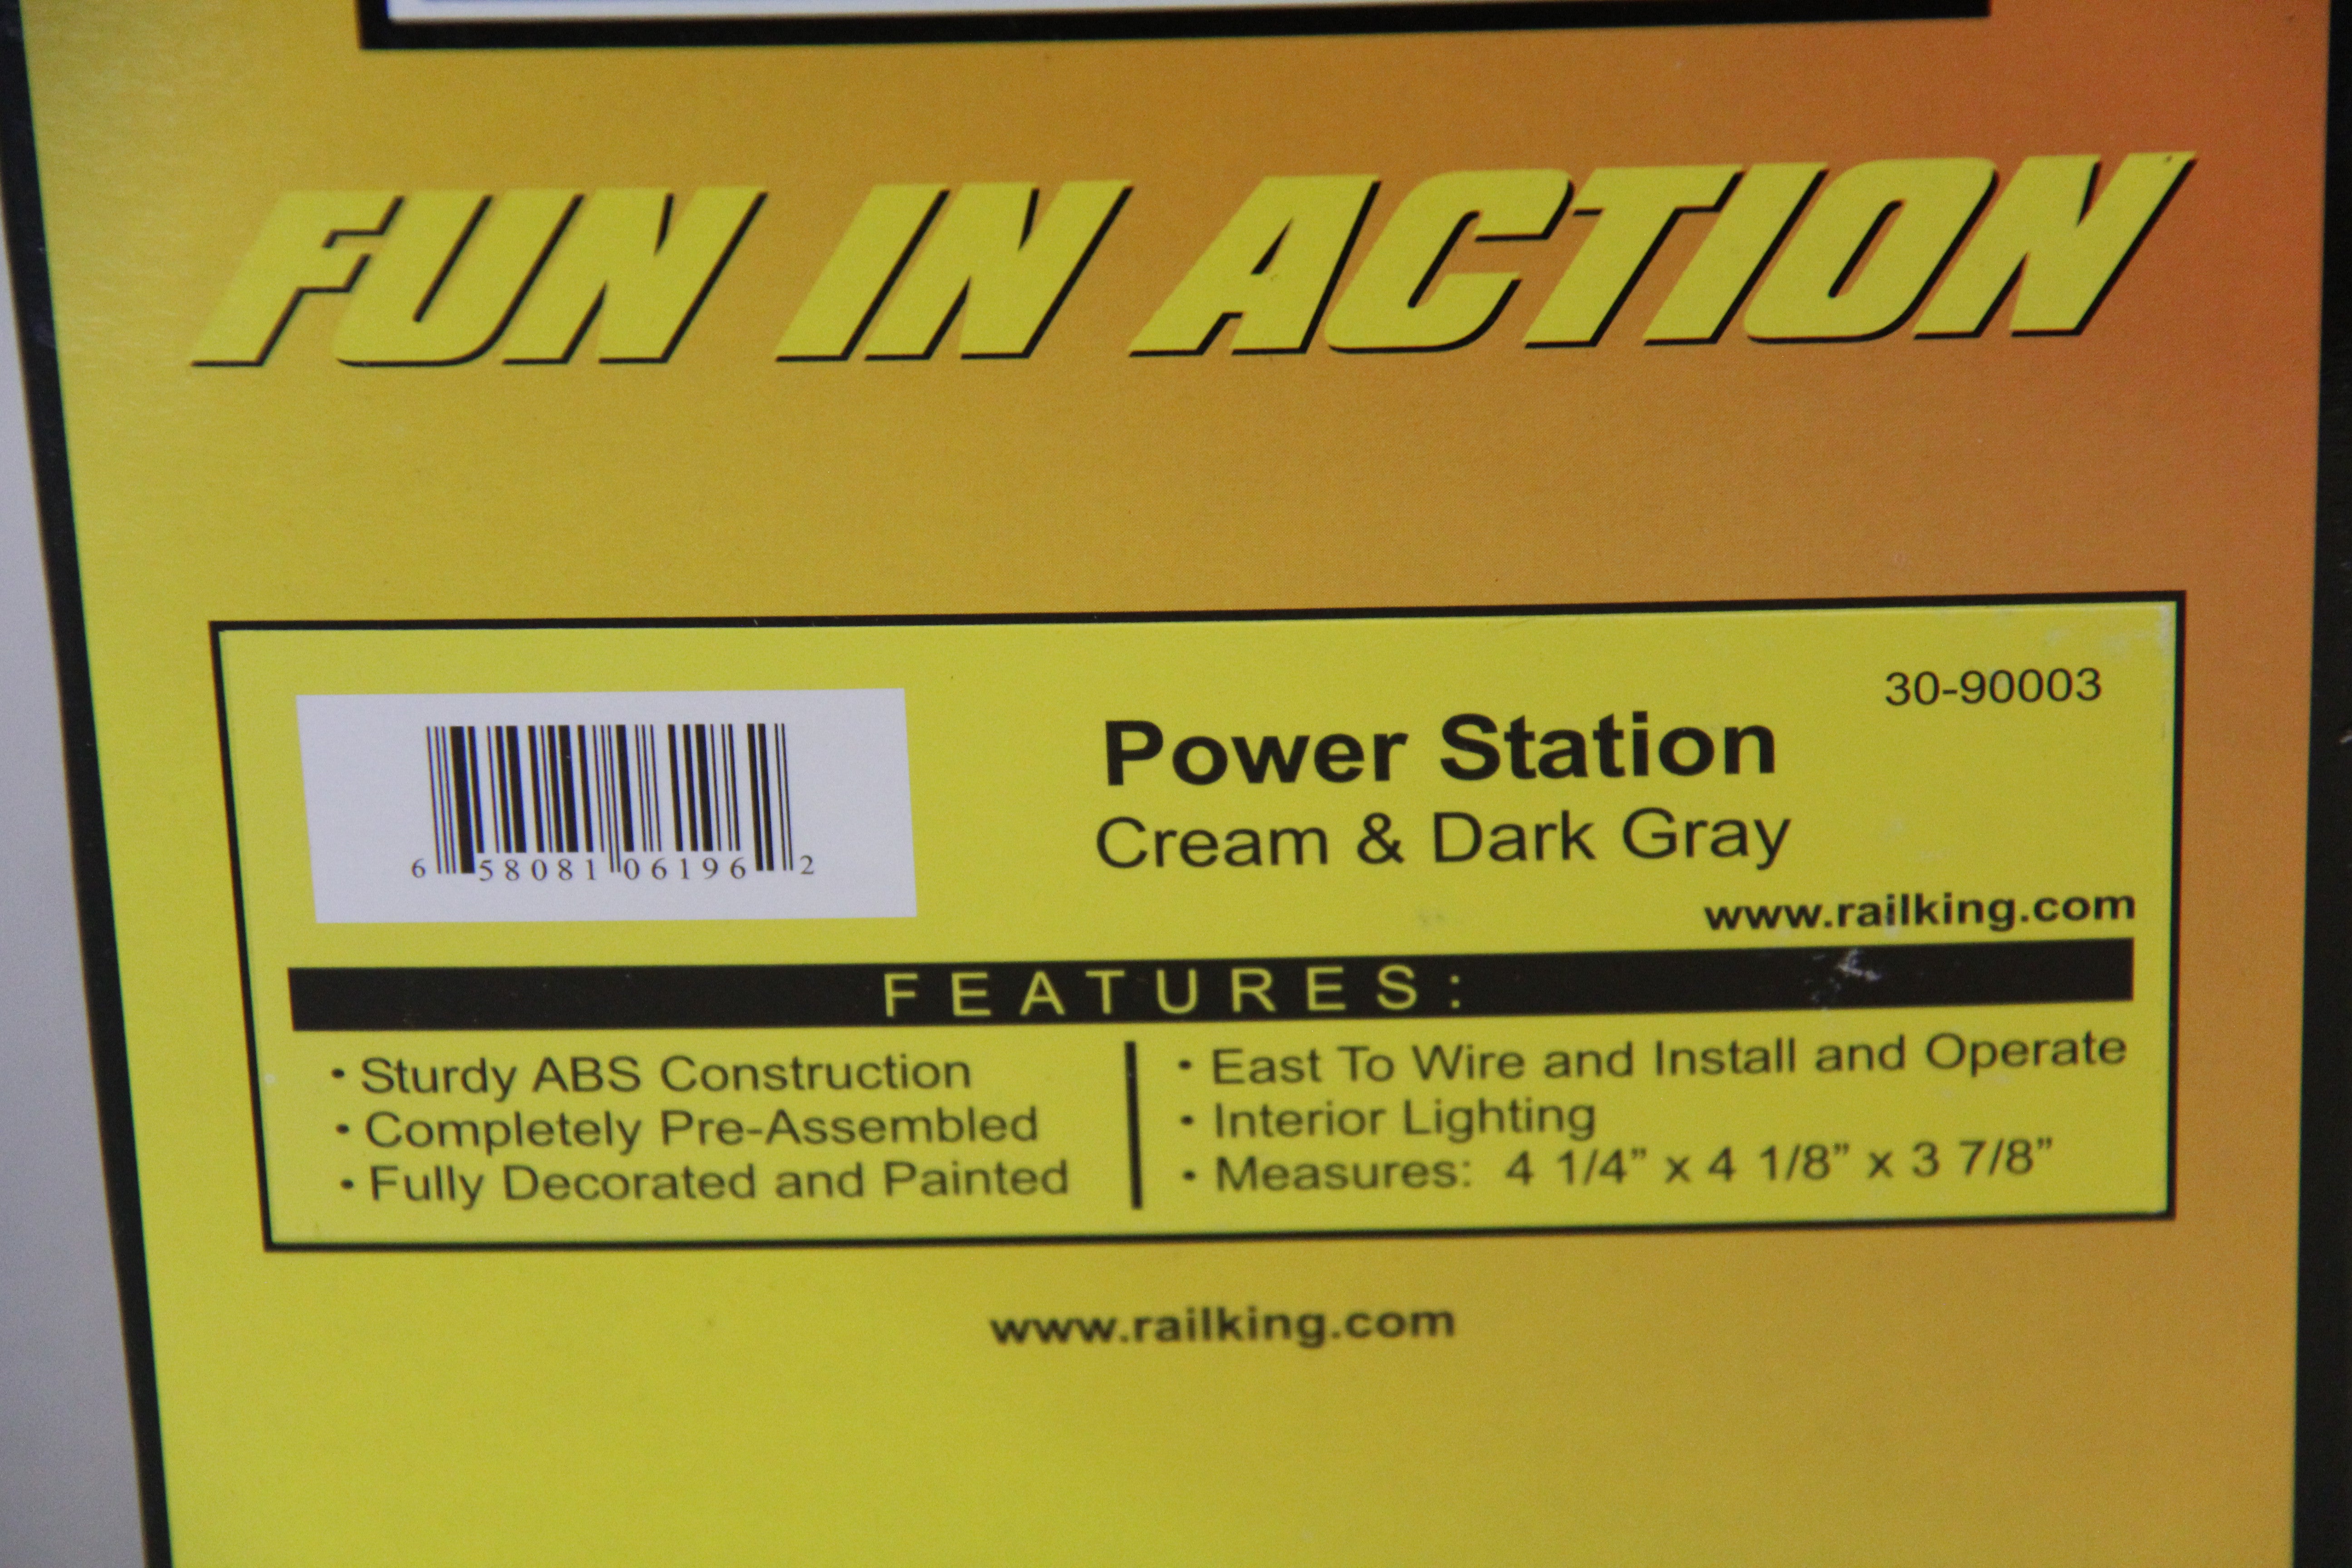 FUN IN ACTION
30-90003
Power Station
Cream & Dark Gray
6 58081 06196 2
www.railking.com
FEATURES:
• Sturdy ABS Construction
• Completely Pre-Assembled
• Fully Decorated and Painted
• East To Wire and Install and Operate
• Interior Lighting
• Measures: 4 1/4” x 4 1/8” x 3 7/8”
www.railking.com